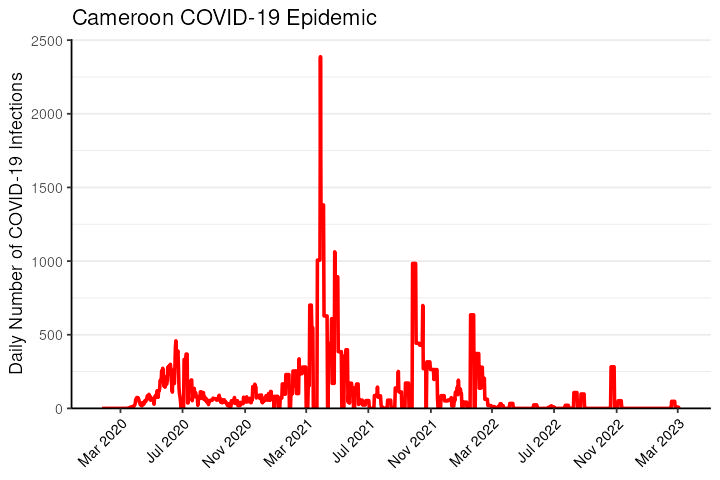 Cameroon COVID-19 Epidemic
Daily Number of COVID-19 Infections
2500
2000
1500
1000
500
0
Mar 2020
Jul 2020
Nov 2020
Mar 2021
Jul 2021
Nov 2021
Mar 2022
Jul 2022
Nov 2022
Mar 2023